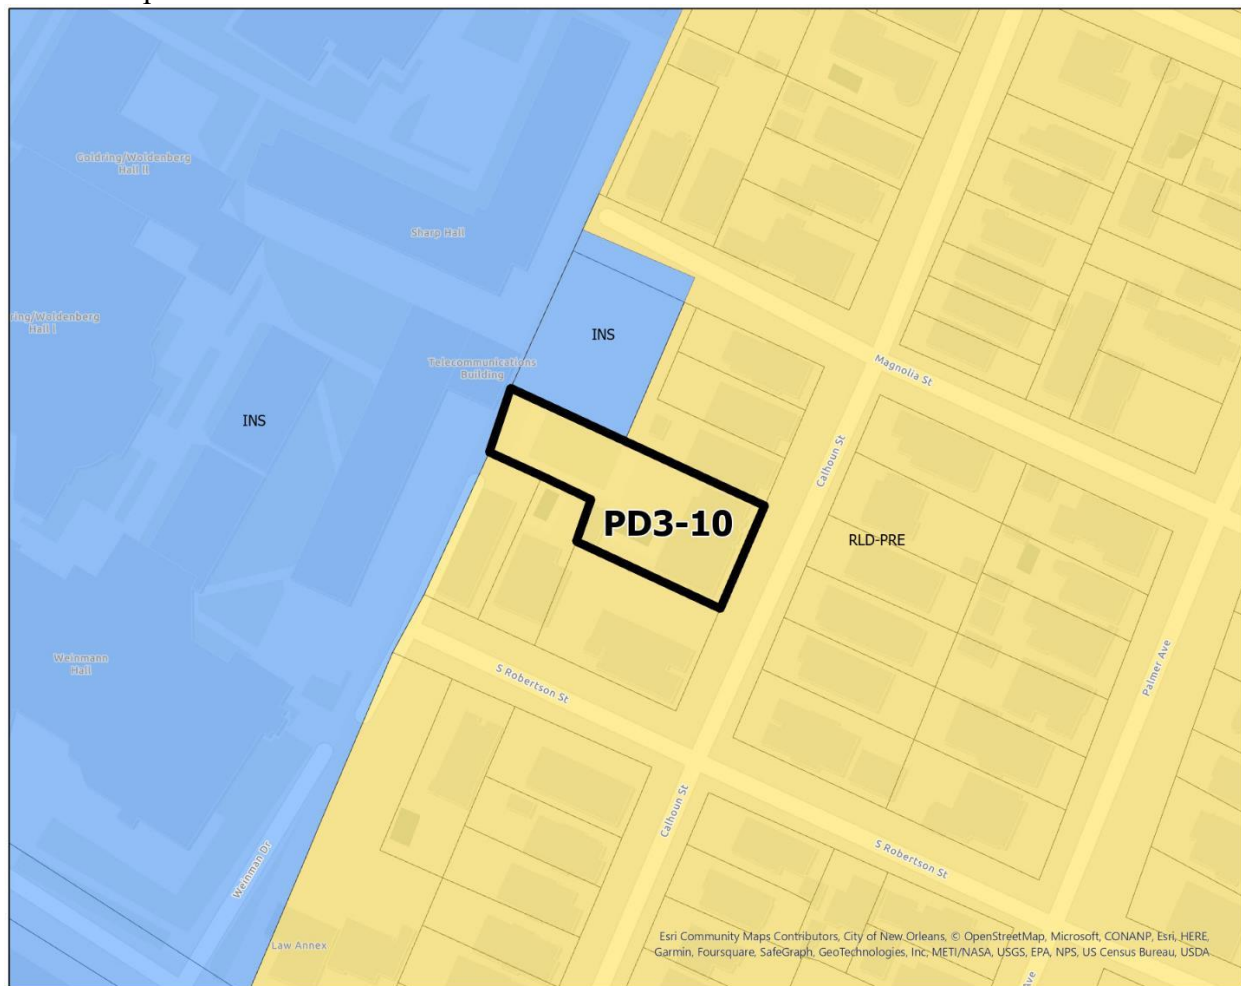 Goldring/Woldenberg
Hall II
Sharp Hall
ring/Woldenberg
Hall I
INS
Telecommunications
Building
Magnolia St
INS
Calhoun St
PD3-10
RLD-PRE
Weinmann
Hall
S Robertson St
Palmer Ave
Calhoun St
S Robertson St
Weinman Dr
Law Annex
Esri Community Maps Contributors, City of New Orleans, © OpenStreetMap, Microsoft, CONANP, Esri, HERE,
Garmin, Foursquare, SafeGraph, GeoTechnologies, Inc, METI/NASA, USGS, EPA, NPS, US Census Bureau, USDA
Ave